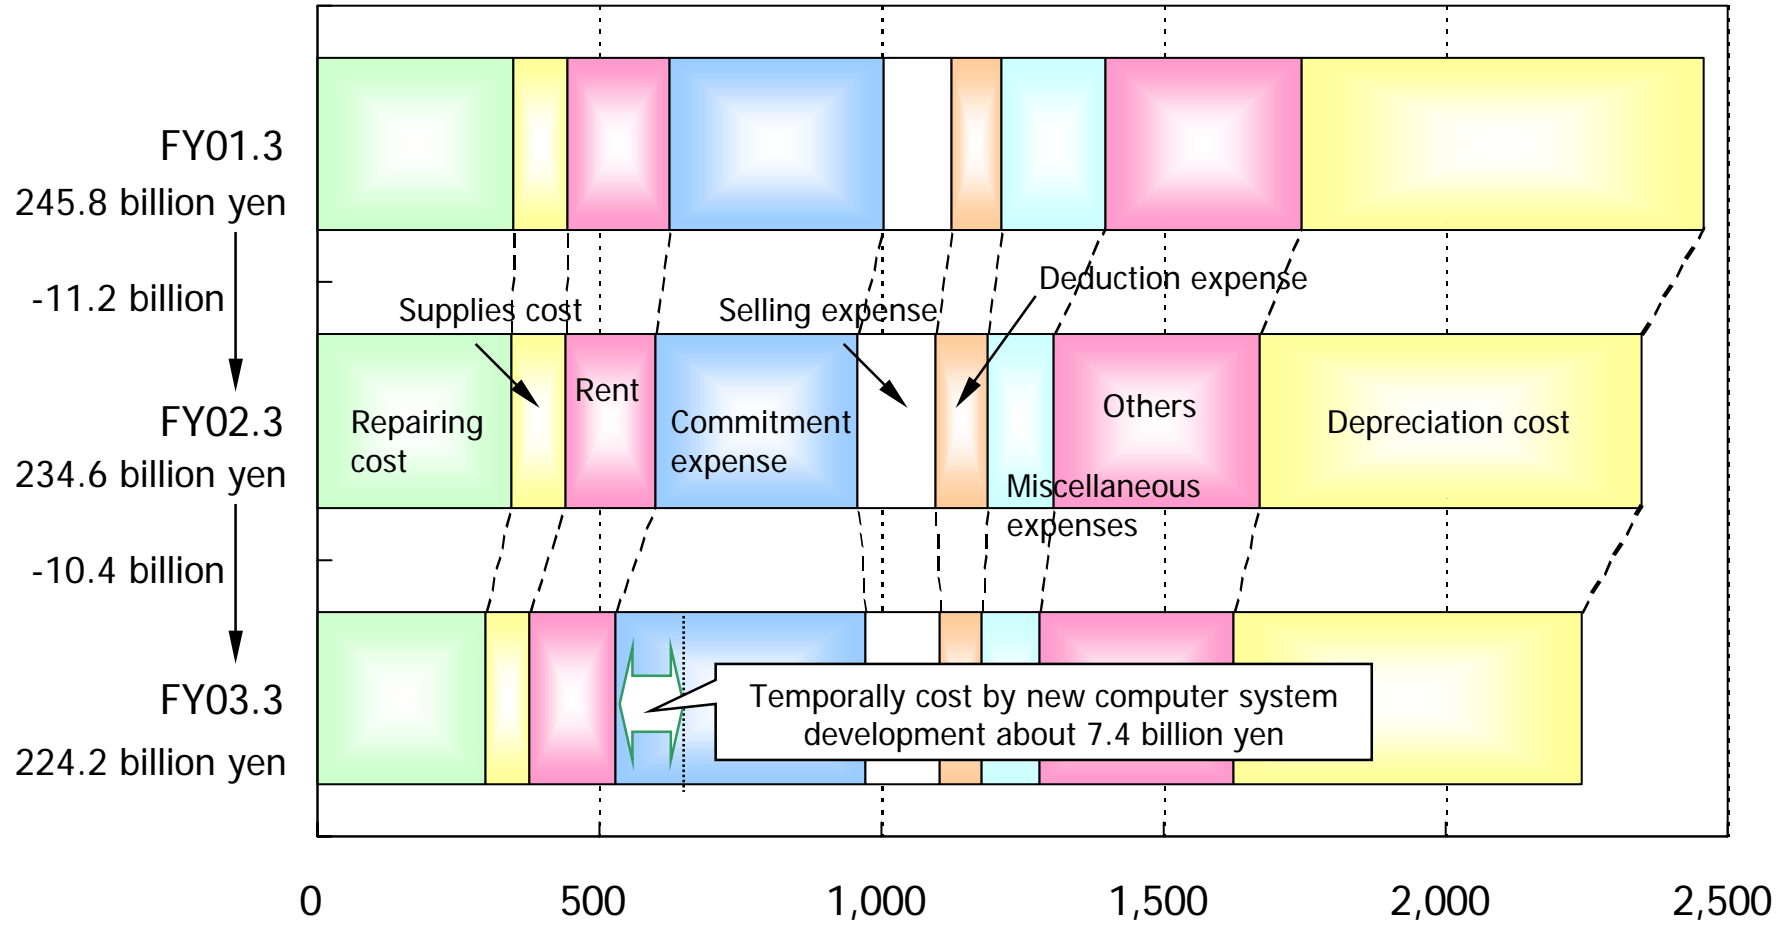 FY01.3
245.8 billion yen
-11.2 billion
Supplies cost
Selling expense
Deduction expense
FY02.3
234.6 billion yen
Repairing
cost
Rent
Commitment
expense
Miscellaneous
expenses
Others
Depreciation cost
-10.4 billion
FY03.3
224.2 billion yen
Temporally cost by new computer system
development about 7.4 billion yen
0 500 1,000 1,500 2,000 2,500